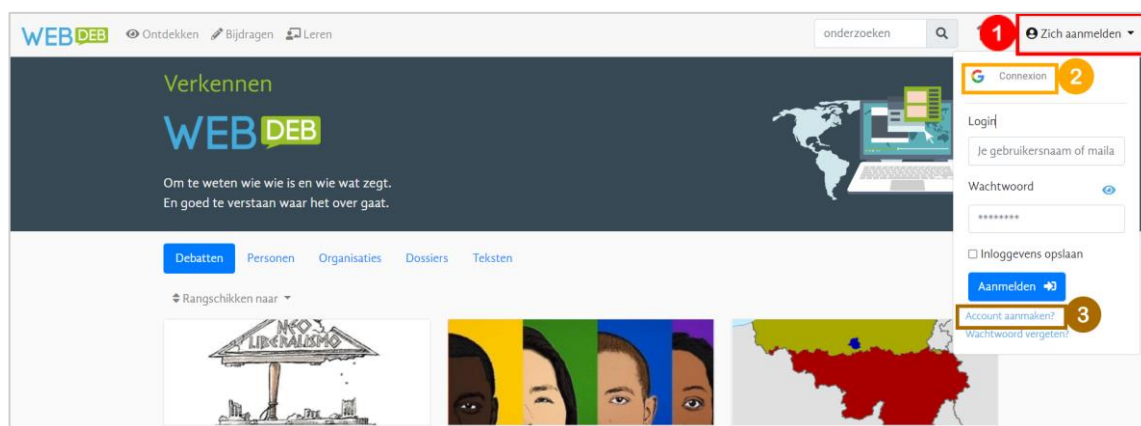 WEB DEB Ontdekken Bijdragen Leren onderzoeken 1 Zich aanmelden
Verkennen
WEB DEB
Om te weten wie wie is en wie wat zegt.
En goed te verstaan waar het over gaat.
Connexion 2
Login
Je gebruikersnaam of maila
Wachtwoord
********
Inloggevens opslaan
Aanmelden
Account aanmaken? 3
Wachtwoord vergeten?
Debatten Personen Organisaties Dossiers Teksten
Rangschikken naar
NEO
LIBERALISMO